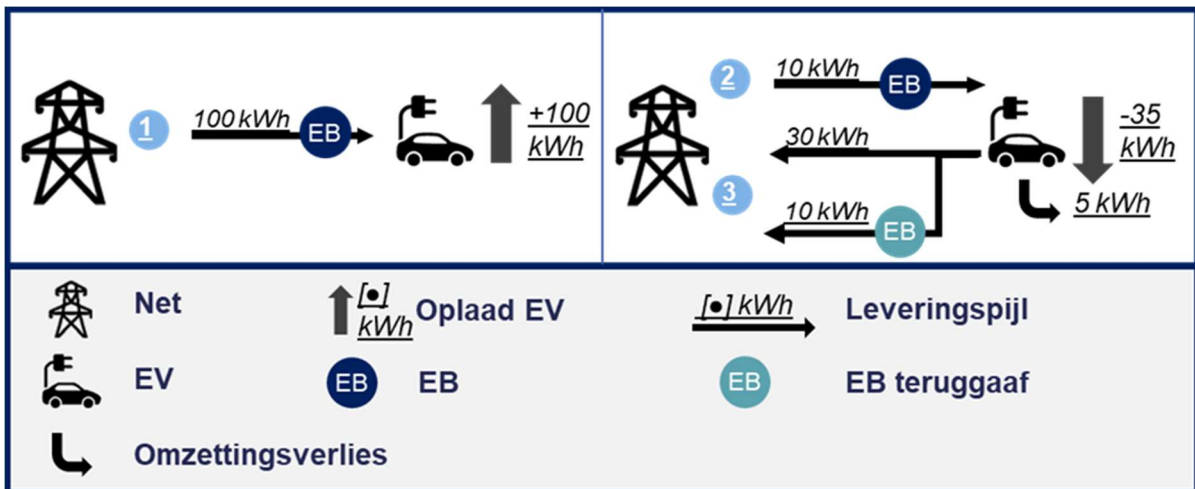 1
100 kWh
EB
+100
kWh
2
10 kWh
EB
30 kWh
-35
kWh
3
10 kWh
EB
5 kWh
Net
[●]
kWh
Oplaad EV
[●] kWh
Leveringspijl
EV
EB
EB
EB
EB teruggaaf
Omzettingsverlies